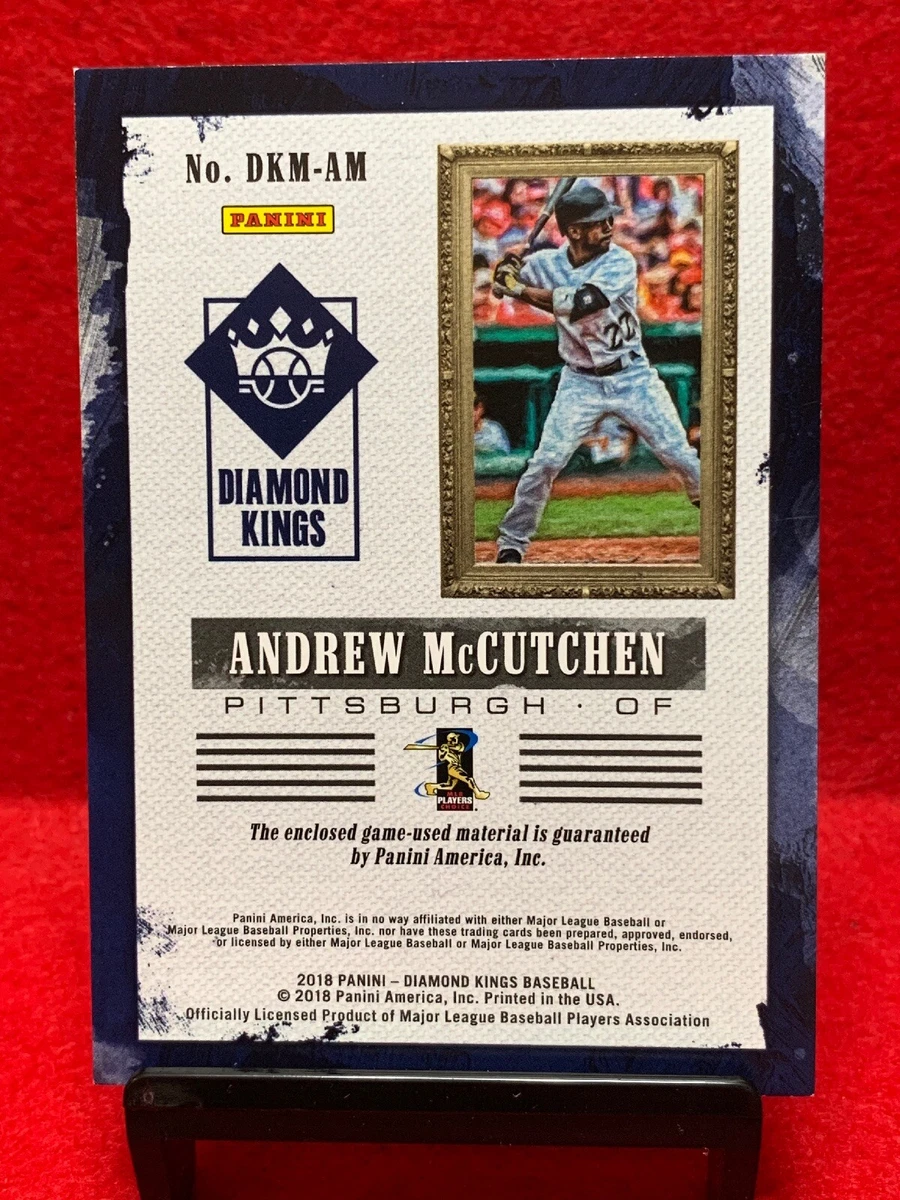 No. DKM-AM
PANINI
DIAMOND
KINGS
22
ANDREW McCUTCHEN
PITTSBURGH · OF
MLB
PLAYERS
CHOICE
The enclosed game-used material is guaranteed
by Panini America, Inc.
Panini America, Inc. is in no way affiliated with either Major League Baseball or
Major League Baseball Properties, Inc. nor have these trading cards been prepared, approved, endorsed,
or licensed by either Major League Baseball or Major League Baseball Properties, Inc.
2018 PANINI – DIAMOND KINGS BASEBALL
© 2018 Panini America, Inc. Printed in the USA.
Officially Licensed Product of Major League Baseball Players Association